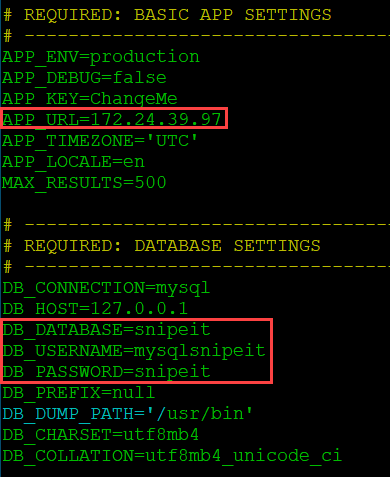 # REQUIRED: BASIC APP SETTINGS
# -----------------------------------
APP_ENV=production
APP_DEBUG=false
APP_KEY=ChangeMe
APP_URL=172.24.39.97
APP_TIMEZONE='UTC'
APP_LOCALE=en
MAX_RESULTS=500
# -----------------------------------
# REQUIRED: DATABASE SETTINGS
# -----------------------------------
DB_CONNECTION=mysql
DB_HOST=127.0.0.1
DB_DATABASE=snipeit
DB_USERNAME=mysqlsnipeit
DB_PASSWORD=snipeit
DB_PREFIX=null
DB_DUMP_PATH='/usr/bin'
DB_CHARSET=utf8mb4
DB_COLLATION=utf8mb4_unicode_ci